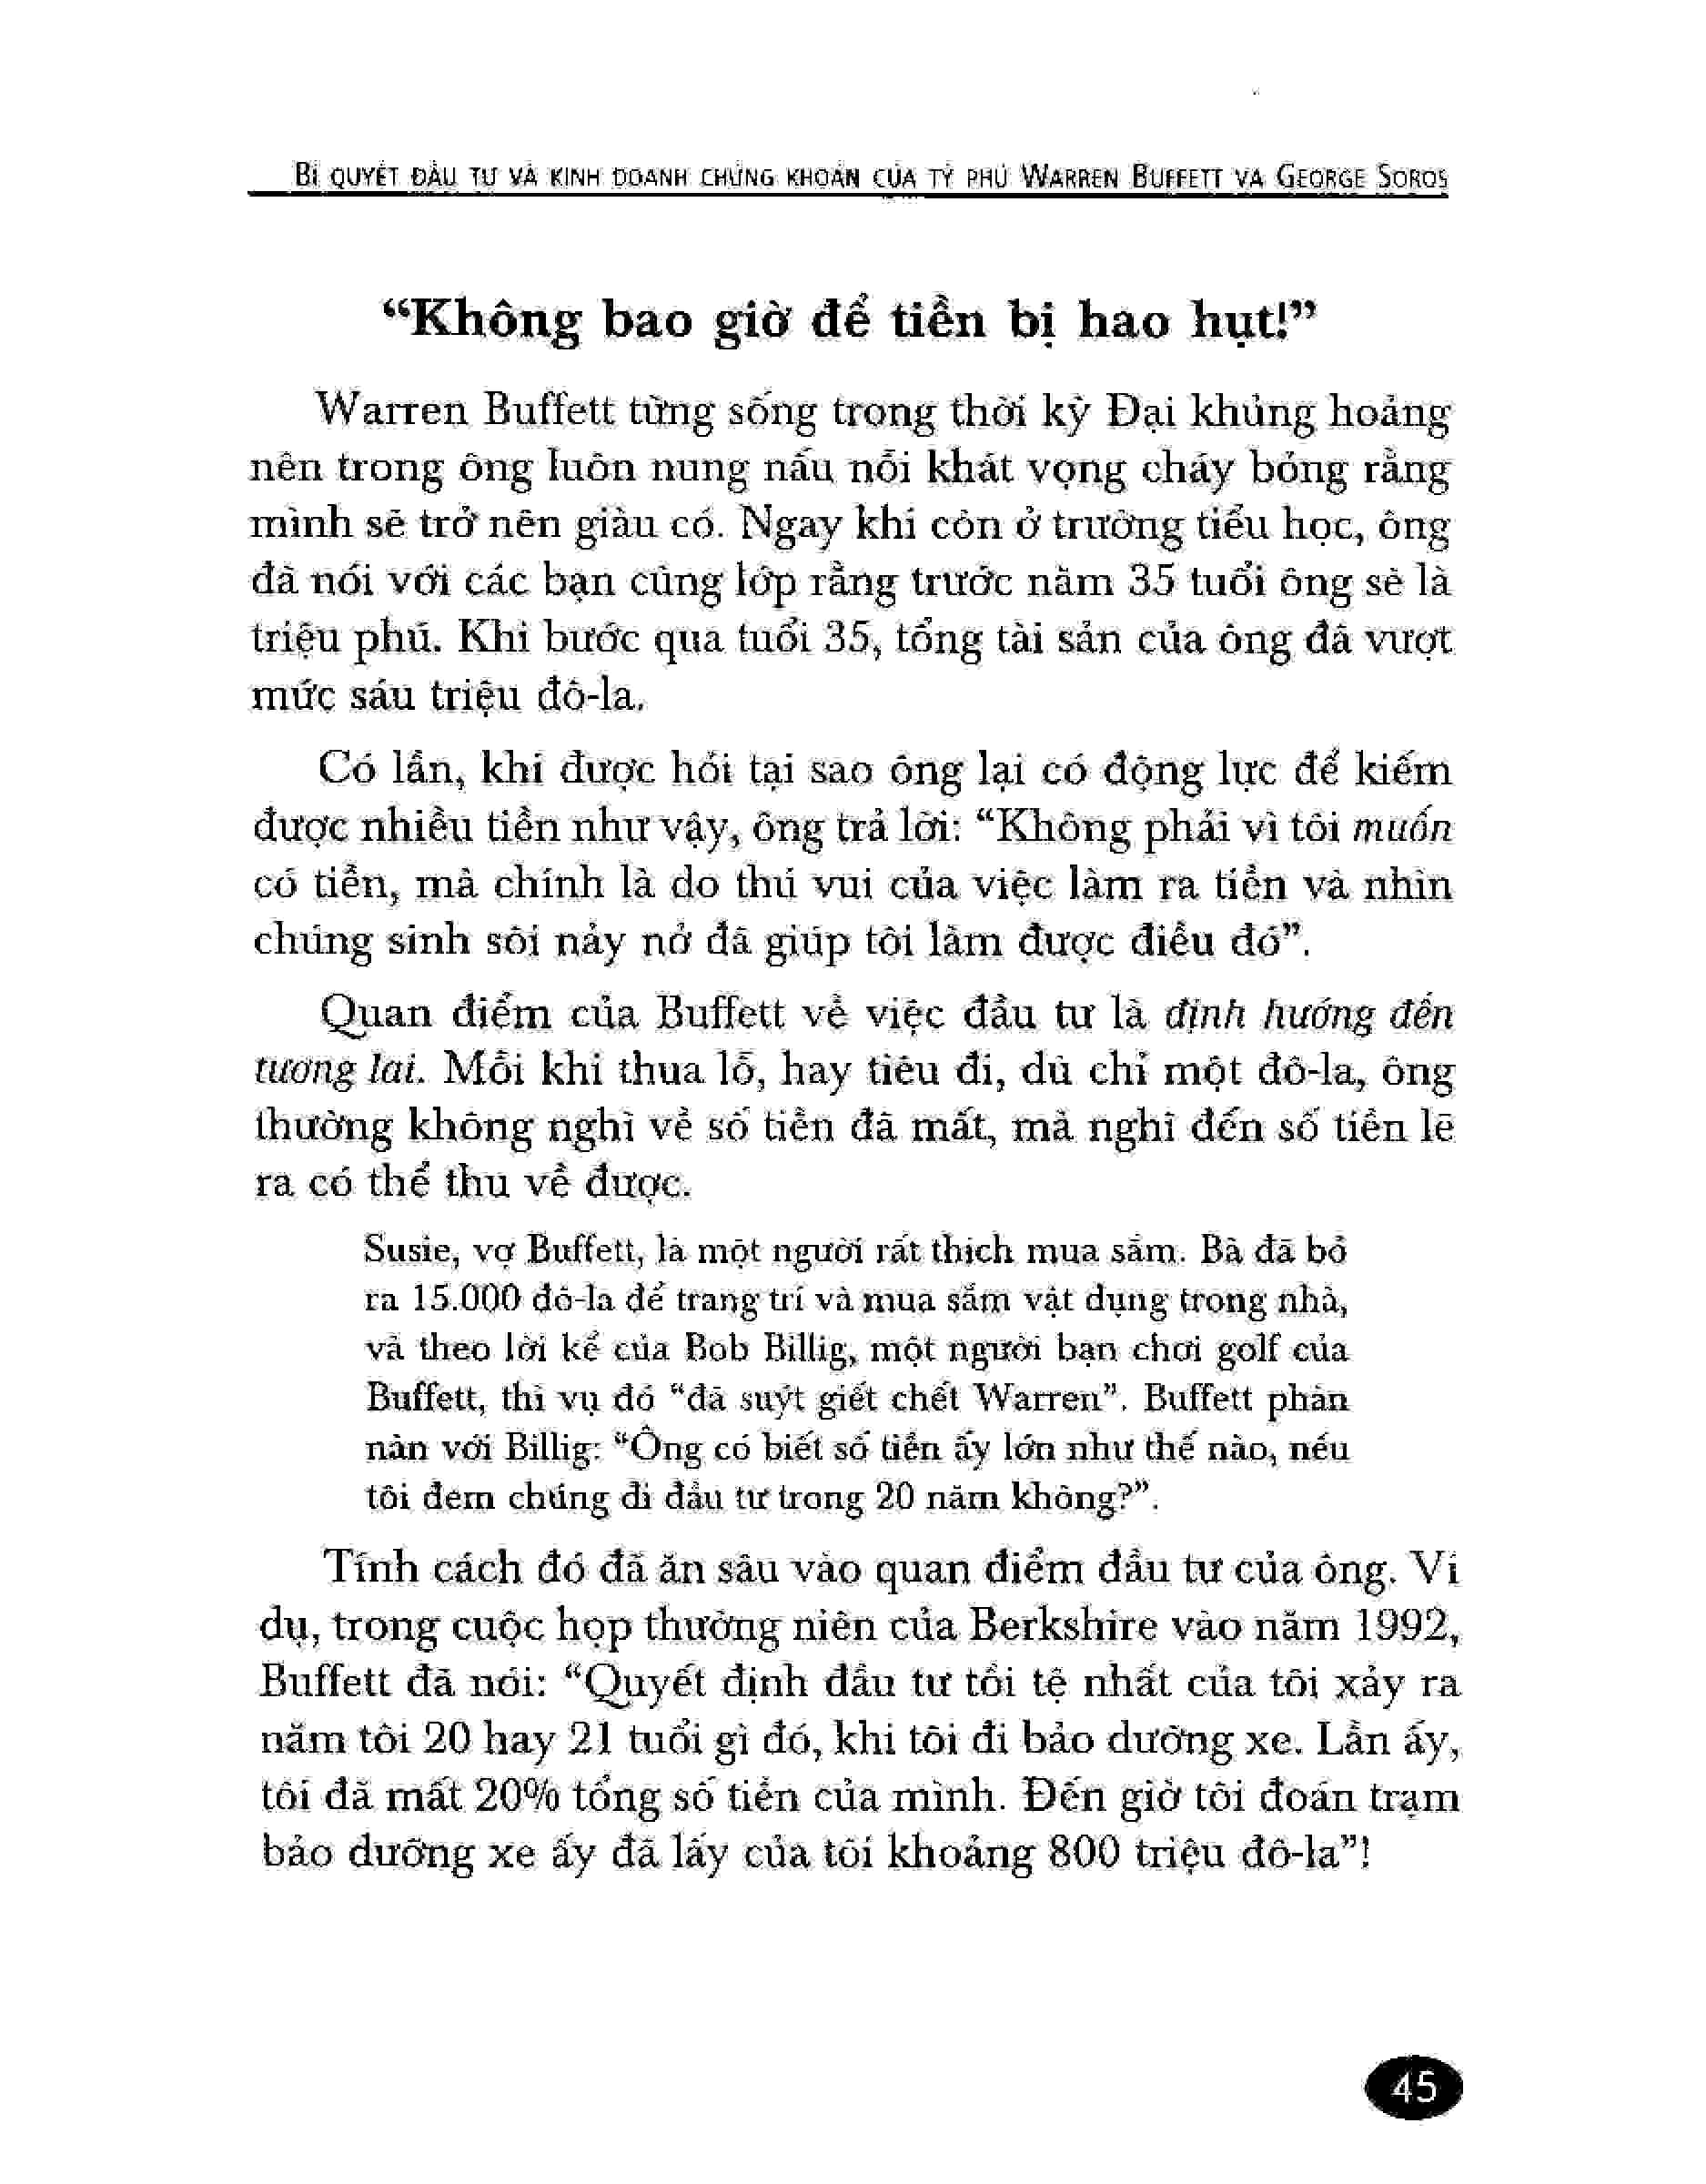 BÍ QUYẾT ĐẦU TƯ VÀ KINH DOANH CHỨNG KHOÁN CỦA TỶ PHÚ WARREN BUFFETT VÀ GEORGE SOROS
“Không bao giờ để tiền bị hao hụt!”
Warren Buffett từng sống trong thời kỳ Đại khủng hoảng
nên trong ông luôn nung nấu nỗi khát vọng cháy bỏng rằng
mình sẽ trở nên giàu có. Ngay khi còn ở trường tiểu học, ông
đã nói với các bạn cùng lớp rằng trước năm 35 tuổi ông sẽ là
triệu phú. Khi bước qua tuổi 35, tổng tài sản của ông đã vượt
mức sáu triệu đô-la.
Có lần, khi được hỏi tại sao ông lại có động lực để kiếm
được nhiều tiền như vậy, ông trả lời: “Không phải vì tôi muốn
có tiền, mà chính là do thú vui của việc làm ra tiền và nhìn
chúng sinh sôi nảy nở đã giúp tôi làm được điều đó”.
Quan điểm của Buffett về việc đầu tư là định hướng đến
tương lai. Mỗi khi thua lỗ, hay tiêu đi, dù chỉ một đô-la, ông
thường không nghĩ về số tiền đã mất, mà nghĩ đến số tiền lẽ
ra có thể thu về được.
Susie, vợ Buffett, là một người rất thích mua sắm. Bà đã bỏ
ra 15.000 đô-la để trang trí và mua sắm vật dụng trong nhà,
và theo lời kể của Bob Billig, một người bạn chơi golf của
Buffett, thì vụ đó “đã suýt giết chết Warren”. Buffett phàn
nàn với Billig: “Ông có biết số tiền ấy lớn như thế nào, nếu
tôi đem chúng đi đầu tư trong 20 năm không?”.
Tính cách đó đã ăn sâu vào quan điểm đầu tư của ông. Ví
dụ, trong cuộc họp thường niên của Berkshire vào năm 1992,
Buffett đã nói: “Quyết định đầu tư tồi tệ nhất của tôi xảy ra
năm tôi 20 hay 21 tuổi gì đó, khi tôi đi bảo dưỡng xe. Lần ấy,
tôi đã mất 20% tổng số tiền của mình. Đến giờ tôi đoán trạm
bảo dưỡng xe ấy đã lấy của tôi khoảng 800 triệu đô-la”!
45